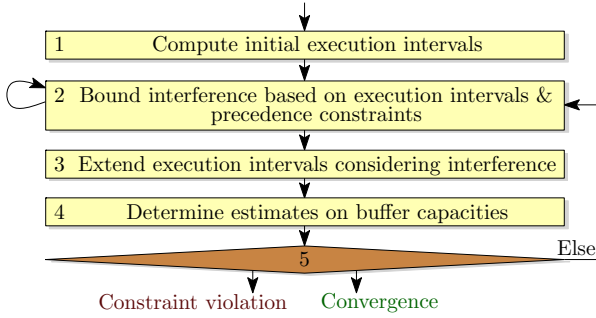 1 Compute initial execution intervals
2 Bound interference based on execution intervals &
precedence constraints
3 Extend execution intervals considering interference
4 Determine estimates on buffer capacities
5
Else
Constraint violation
Convergence